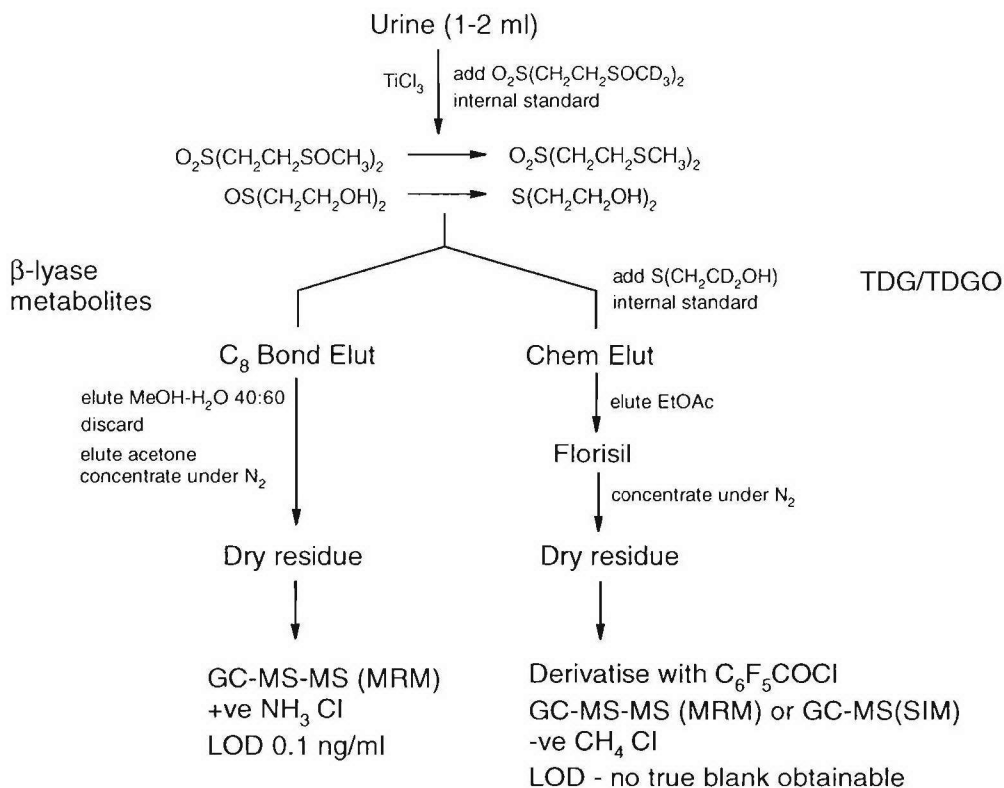 Urine (1-2 ml)
TiCl₃
add O₂S(CH₂CH₂SOCD₃)₂
internal standard
O₂S(CH₂CH₂SOCH₃)₂
O₂S(CH₂CH₂SCH₃)₂
OS(CH₂CH₂OH)₂
S(CH₂CH₂OH)₂
β-lyase
metabolites
add S(CH₂CD₂OH)
internal standard
TDG/TDGO
C₈ Bond Elut
elute MeOH-H₂O 40:60
discard
elute acetone
concentrate under N₂
Dry residue
GC-MS-MS (MRM)
+ve NH₃ CI
LOD 0.1 ng/ml
Chem Elut
elute EtOAc
Florisil
concentrate under N₂
Dry residue
Derivatise with C₆F₅COCl
GC-MS-MS (MRM) or GC-MS(SIM)
-ve CH₄ CI
LOD - no true blank obtainable